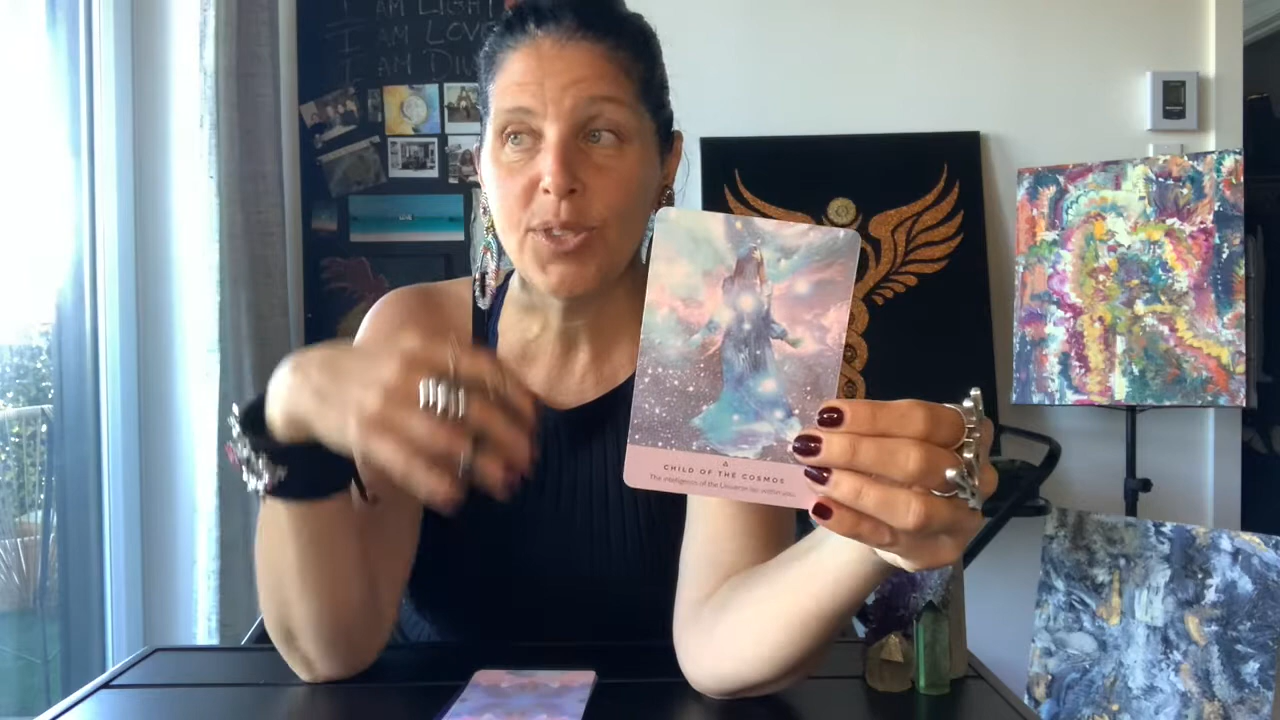 I AM LIGHT
I AM LOVE
I AM DIV
CHILD OF THE COSMOS
The intelligence of the Universe lies within you.